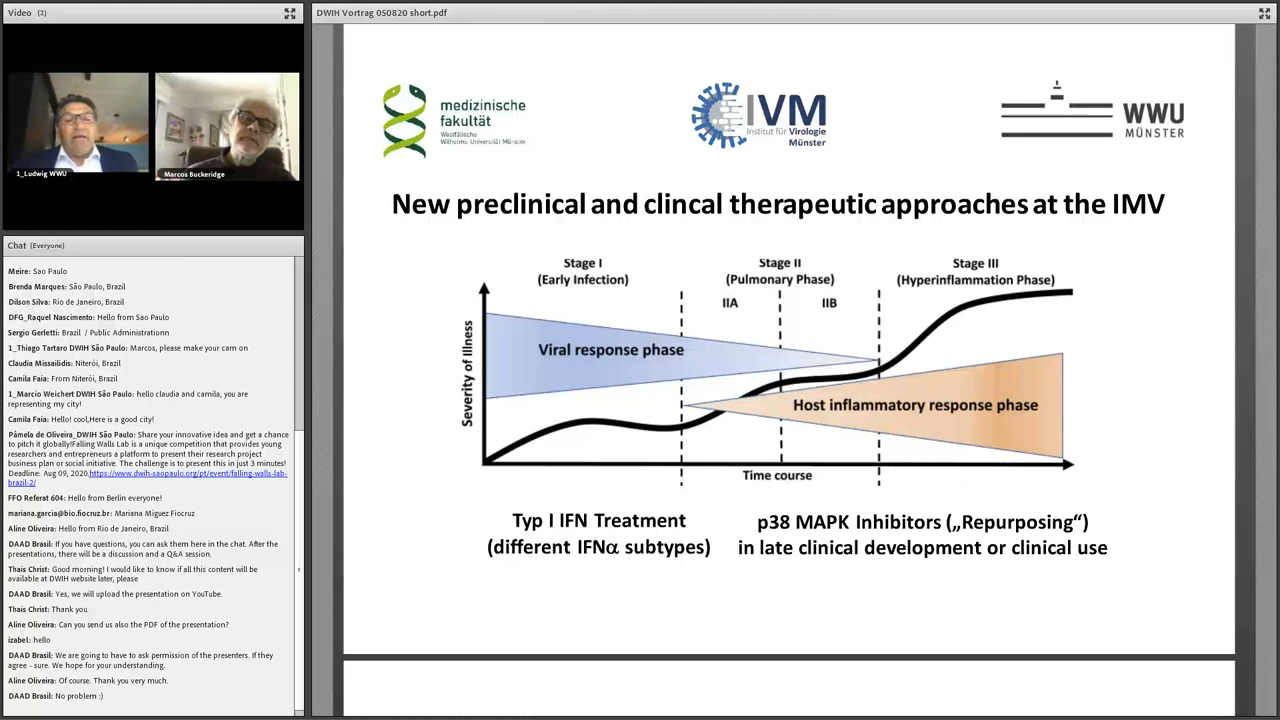 Video (2)
1_Ludwig WWU
Marcos Buckeridge
Chat (Everyone)
Meire: Sao Paulo
Brenda Marques: São Paulo, Brazil
Dilson Silva: Rio de Janeiro, Brazil
DFG_Raquel Nascimento: Hello from Sao Paulo
Sergio Gerletti: Brazil / Public Administrationn
1_Thiago Tartaro DWIH São Paulo: Marcos, please make your cam on
Claudia Missailidis: Niterói, Brazil
Camila Faia: From Niterói, Brazil
1_Marcio Weichert DWIH São Paulo: hello claudia and camila, you are
representing my city!
Camila Faia: Hello! cool,Here is a good city!
Pâmela de Oliveira_DWIH São Paulo: Share your innovative idea and get a chance
to pitch it globally!Falling Walls Lab is a unique competition that provides young
researchers and entrepreneurs a platform to present their research project
business plan or social initiative. The challenge is to present this in just 3 minutes!
Deadline: Aug 09, 2020.https://www.dwih-saopaulo.org/pt/event/falling-walls-lab-
brazil-2/
FFO Referat 604: Hello from Berlin everyone!
mariana.garcia@bio.fiocruz.br: Mariana Miguez Fiocruz
Aline Oliveira: Hello from Rio de Janeiro, Brazil
DAAD Brasil: If you have questions, you can ask them here in the chat. After the
presentations, there will be a discussion and a Q&A session.
Thais Christ: Good morning! I would like to know if all this content will be
available at DWIH website later, please
DAAD Brasil: Yes, we will upload the presentation on YouTube.
Thais Christ: Thank you.
Aline Oliveira: Can you send us also the PDF of the presentation?
izabel: hello
DAAD Brasil: We are going to have to ask permission of the presenters. If they
agree - sure. We hope for your understanding.
Aline Oliveira: Of course. Thank you very much.
DAAD Brasil: No problem :)
DWIH Vortrag 050820 short.pdf
medizinische
fakultät
Westfälische
Wilhelms-Universität Münster
IVM
Institut für Virologie
Münster
WWU
MÜNSTER
New preclinical and clincal therapeutic approaches at the IMV
Stage I
(Early Infection)
Stage II
(Pulmonary Phase)
Stage III
(Hyperinflammation Phase)
IIA
IIB
Severity of Illness
Viral response phase
Host inflammatory response phase
Time course
Typ I IFN Treatment
(different IFNα subtypes)
p38 MAPK Inhibitors („Repurposing“)
in late clinical development or clinical use